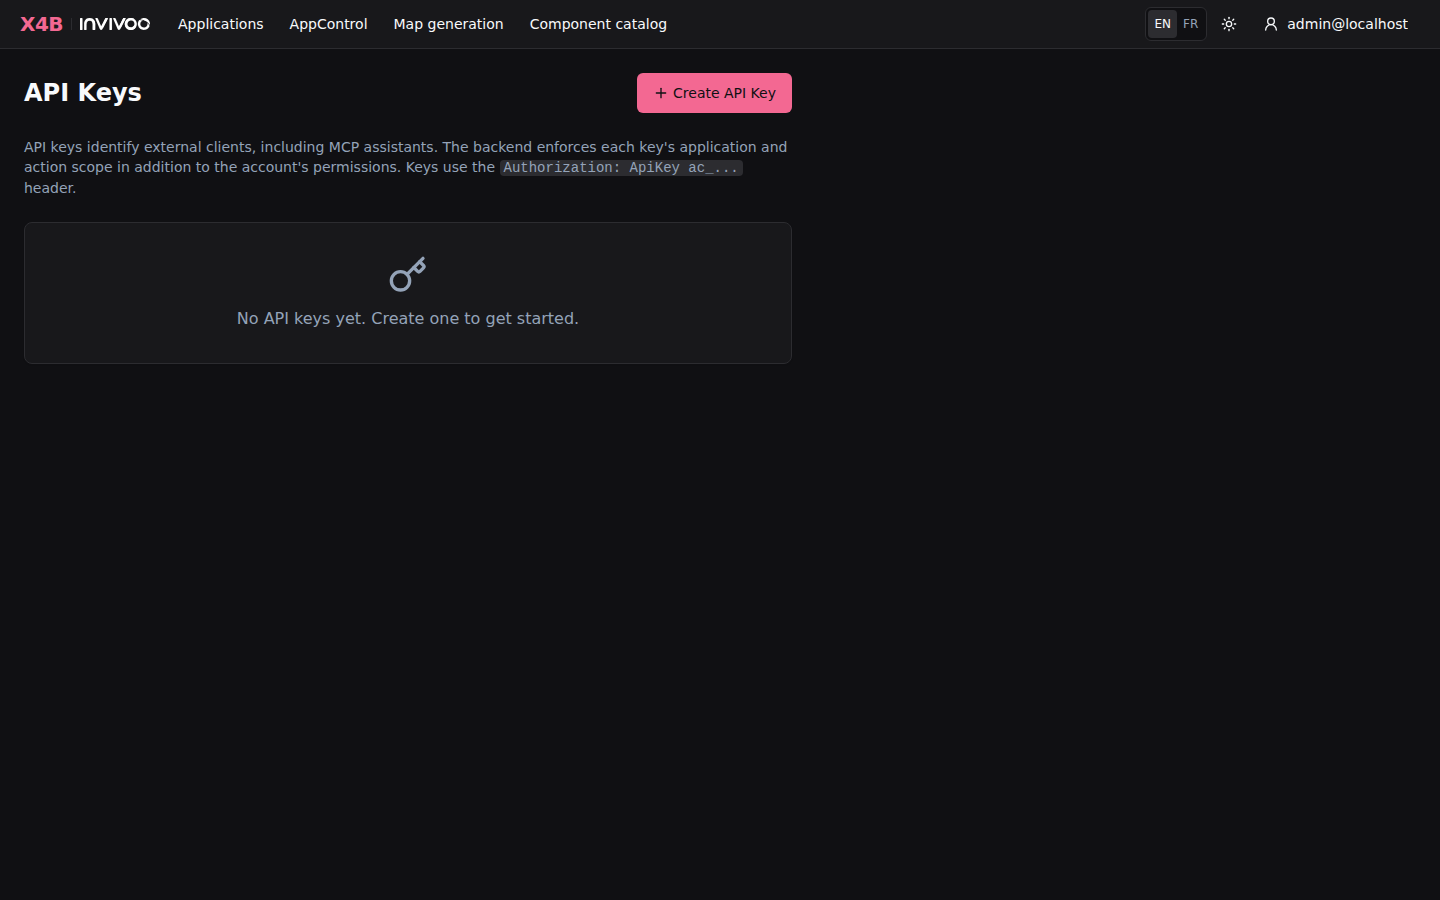 X4B INVIVOO Applications AppControl Map generation Component catalog EN FR admin@localhost
API Keys
Create API Key
API keys identify external clients, including MCP assistants. The backend enforces each key's application and
action scope in addition to the account's permissions. Keys use the Authorization: ApiKey ac_...
header.
No API keys yet. Create one to get started.